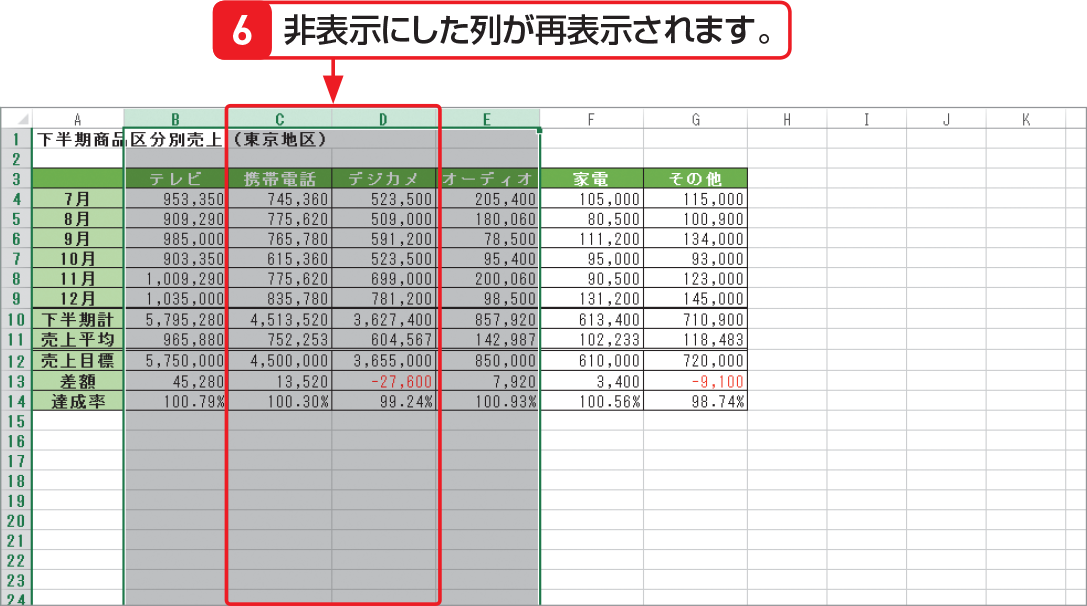 6 非表示にした列が再表示されます。
A B C D E F G H I J K
1 下半期商品区分別売上（東京地区）
2
3 テレビ 携帯電話 デジカメ オーディオ 家電 その他
4 7月 953,350 745,360 523,500 205,400 105,000 115,000
5 8月 909,290 775,620 509,000 180,060 80,500 100,900
6 9月 985,000 765,780 591,200 78,500 111,200 134,000
7 10月 903,350 615,360 523,500 95,400 95,000 93,000
8 11月 1,009,290 775,620 699,000 200,060 90,500 123,000
9 12月 1,035,000 835,780 781,200 98,500 131,200 145,000
10 下半期計 5,795,280 4,513,520 3,627,400 857,920 613,400 710,900
11 売上平均 965,880 752,253 604,567 142,987 102,233 118,483
12 売上目標 5,750,000 4,500,000 3,655,000 850,000 610,000 720,000
13 差額 45,280 13,520 -27,600 7,920 3,400 -9,100
14 達成率 100.79% 100.30% 99.24% 100.93% 100.56% 98.74%
15
16
17
18
19
20
21
22
23
24